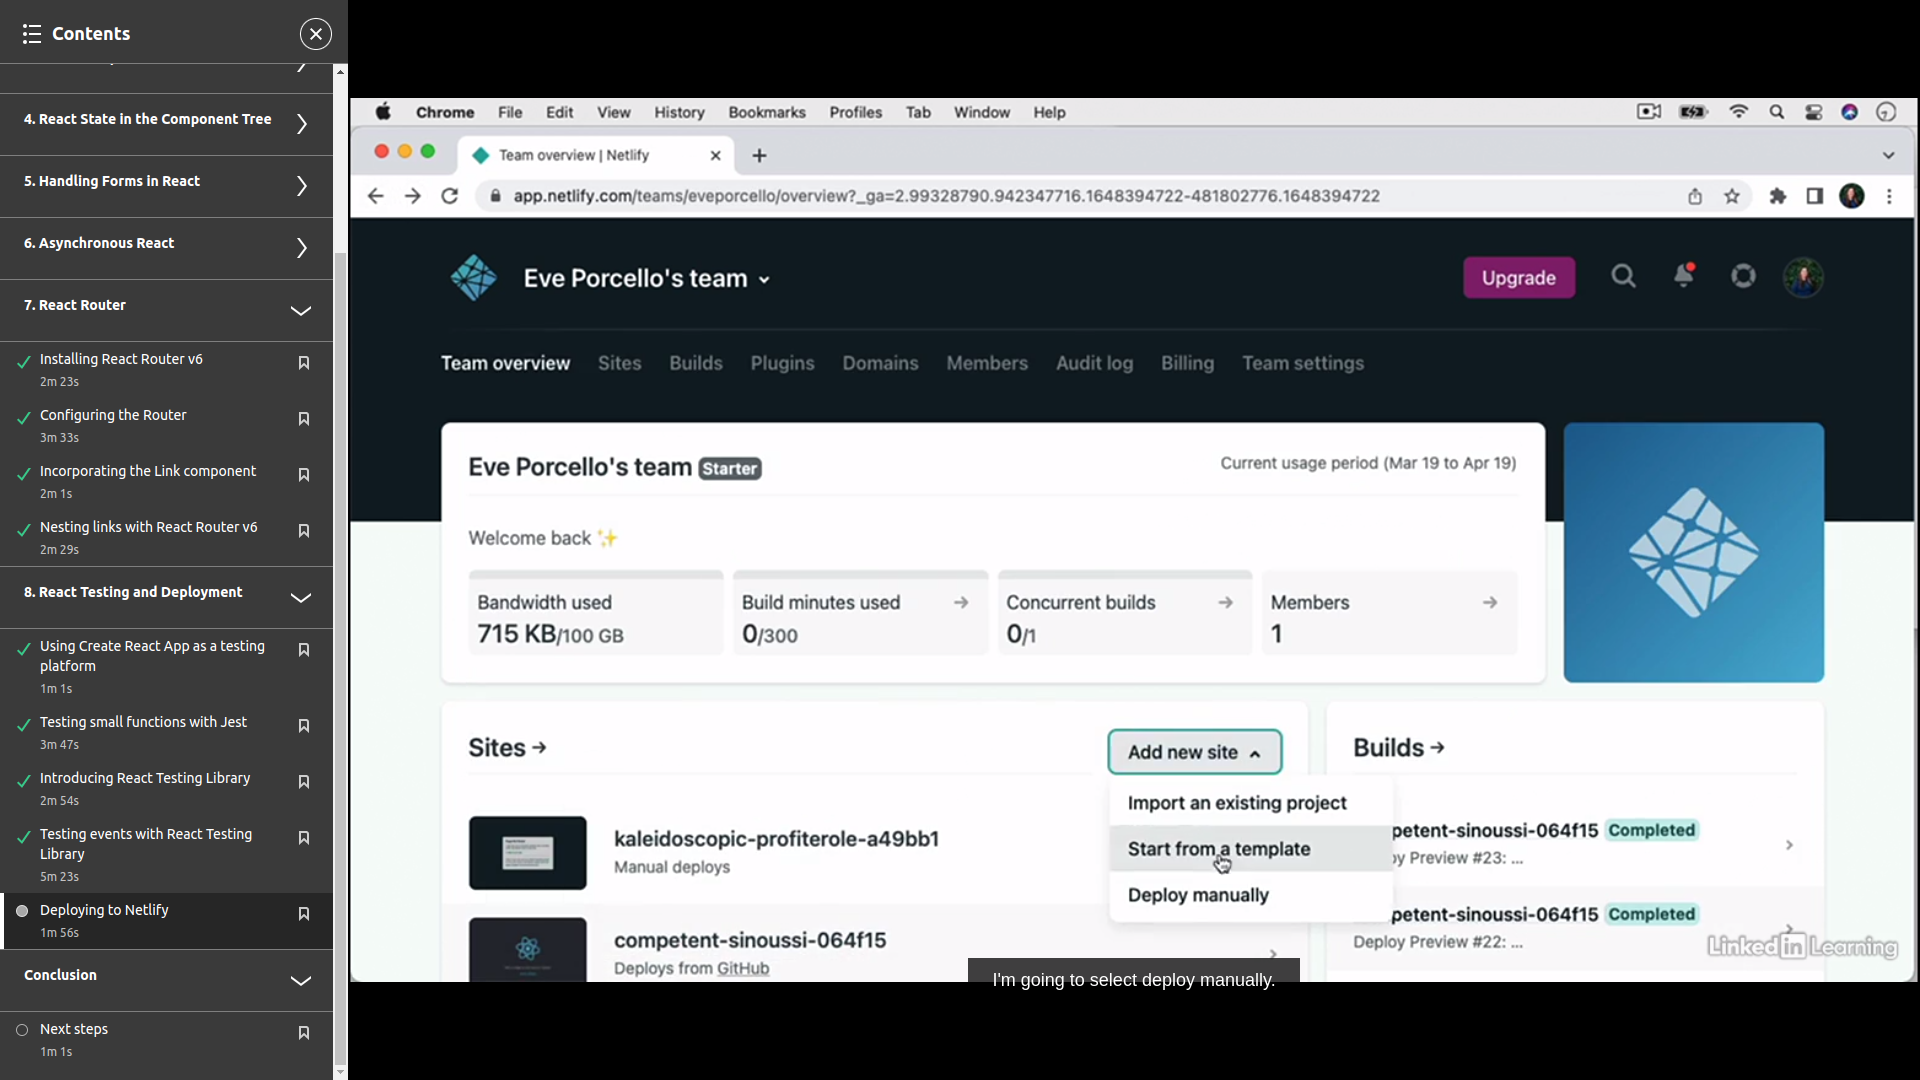 Contents
4. React State in the Component Tree
5. Handling Forms in React
6. Asynchronous React
7. React Router
Installing React Router v6
2m 23s
Configuring the Router
3m 33s
Incorporating the Link component
2m 1s
Nesting links with React Router v6
2m 29s
8. React Testing and Deployment
Using Create React App as a testing
platform
1m 1s
Testing small functions with Jest
3m 47s
Introducing React Testing Library
2m 54s
Testing events with React Testing
Library
5m 23s
Deploying to Netlify
1m 56s
Conclusion
Next steps
1m 1s
Chrome File Edit View History Bookmarks Profiles Tab Window Help
Team overview | Netlify
app.netlify.com/teams/eveporcello/overview?_ga=2.99328790.942347716.1648394722-481802776.1648394722
Eve Porcello's team
Upgrade
Team overview Sites Builds Plugins Domains Members Audit log Billing Team settings
Eve Porcello's team Starter
Current usage period (Mar 19 to Apr 19)
Welcome back ✨
Bandwidth used
715 KB/100 GB
Build minutes used →
0/300
Concurrent builds →
0/1
Members →
1
Sites →
Add new site
Import an existing project
Start from a template
Deploy manually
kaleidoscopic-profiterole-a49bb1
Manual deploys
competent-sinoussi-064f15
Deploys from GitHub
Builds →
petent-sinoussi-064f15 Completed
oy Preview #23: ...
petent-sinoussi-064f15 Completed
Deploy Preview #22: ...
LinkedIn Learning
I'm going to select deploy manually.